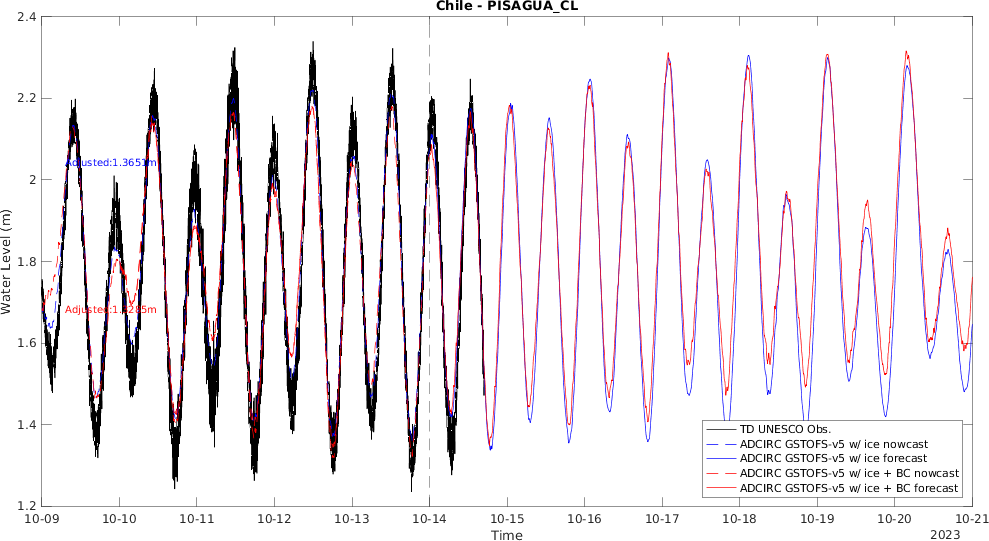 Chile - PISAGUA_CL
Water Level (m)
2.4
2.2
2
1.8
1.6
1.4
1.2
Adjusted:1.3651m
TD UNESCO Obs.
ADCIRC GSTOFS-v5 w/ ice nowcast
ADCIRC GSTOFS-v5 w/ ice forecast
ADCIRC GSTOFS-v5 w/ ice + BC nowcast
ADCIRC GSTOFS-v5 w/ ice + BC forecast
10-09 10-10 10-11 10-12 10-13 10-14 10-15 10-16 10-17 10-18 10-19 10-20 10-21
Time
2023